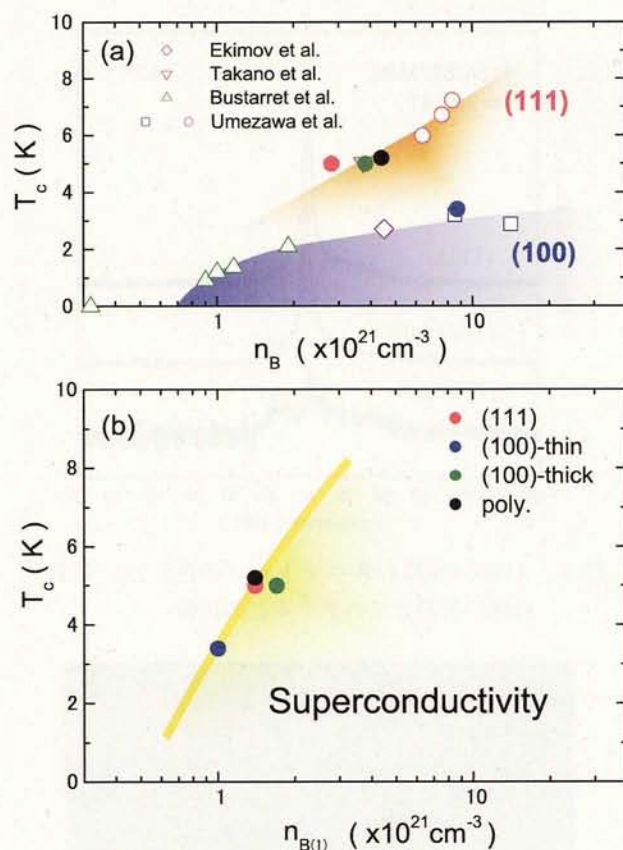 (a)
Ekimov et al.
Takano et al.
Bustarret et al.
Umezawa et al.
(111)
(100)
10
8
6
4
2
0
T_c ( K )
1
10
n_B ( x10^21 cm^-3 )
(b)
(111)
(100)-thin
(100)-thick
poly.
Superconductivity
10
8
6
4
2
0
T_c ( K )
1
10
n_B(1) ( x10^21 cm^-3 )